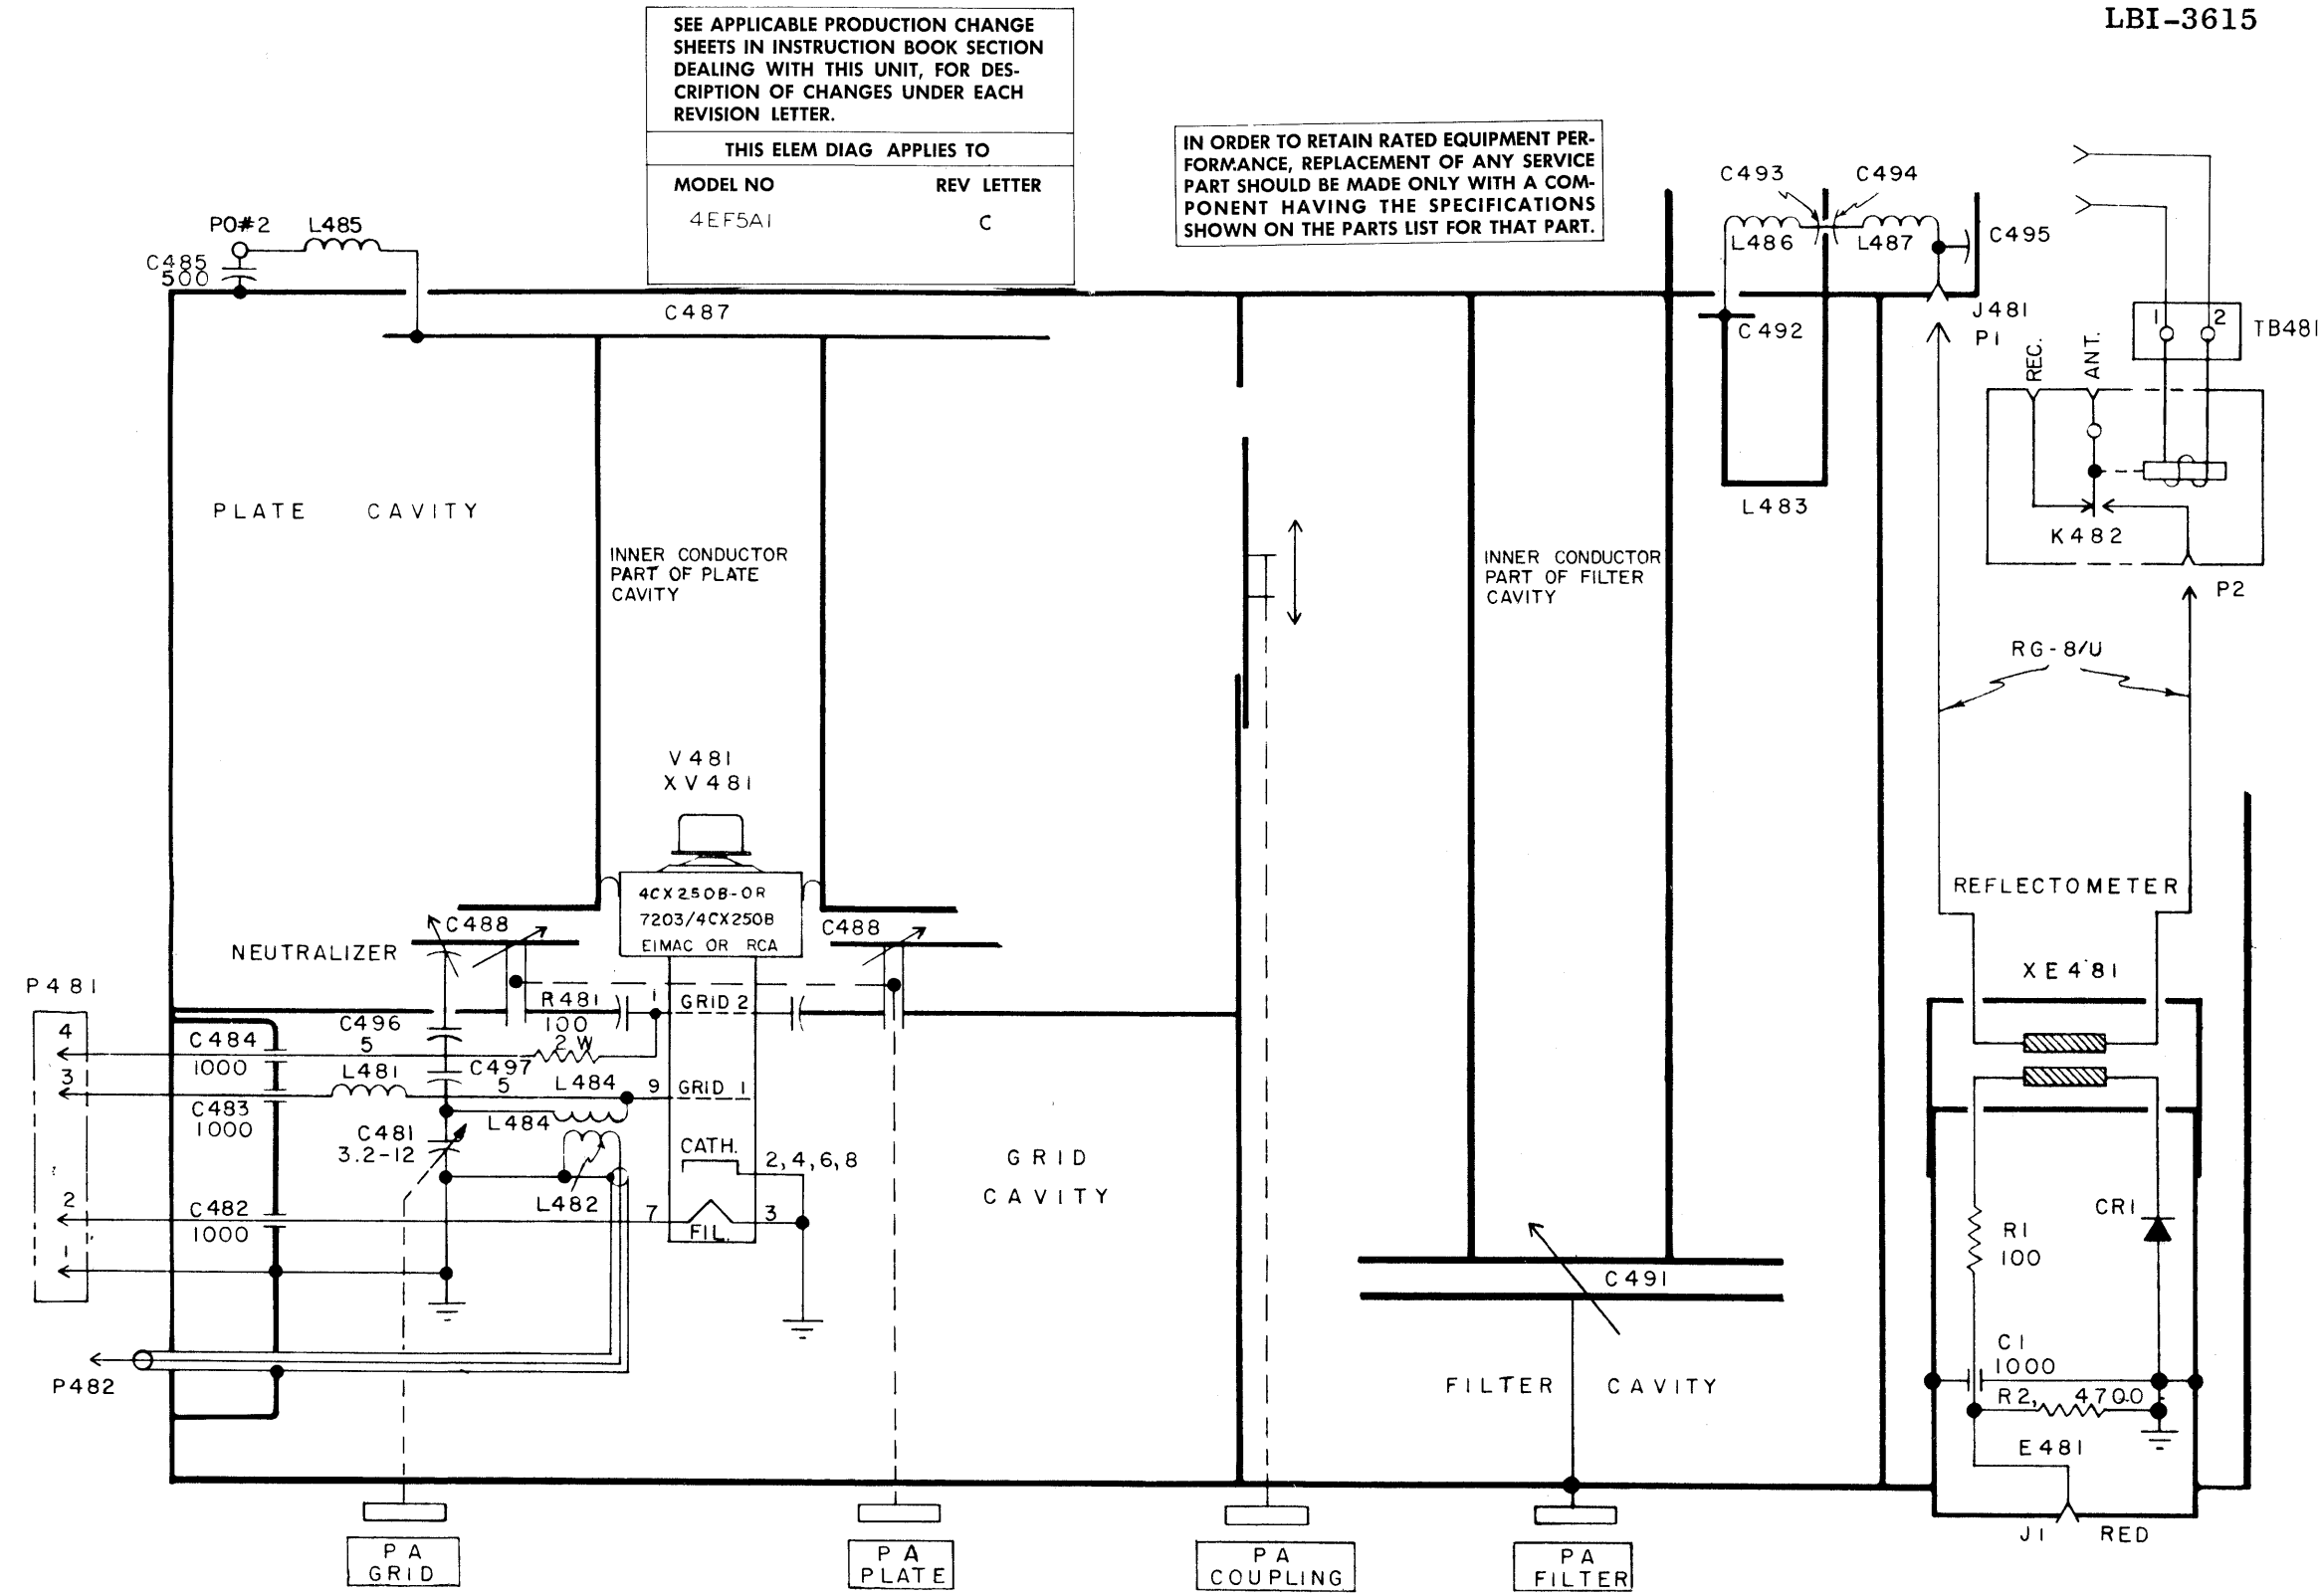 LBI-3615
SEE APPLICABLE PRODUCTION CHANGE
SHEETS IN INSTRUCTION BOOK SECTION
DEALING WITH THIS UNIT, FOR DES-
CRIPTION OF CHANGES UNDER EACH
REVISION LETTER.
THIS ELEM DIAG APPLIES TO
MODEL NO REV LETTER
4EF5A1 C
IN ORDER TO RETAIN RATED EQUIPMENT PER-
FORMANCE, REPLACEMENT OF ANY SERVICE
PART SHOULD BE MADE ONLY WITH A COM-
PONENT HAVING THE SPECIFICATIONS
SHOWN ON THE PARTS LIST FOR THAT PART.
C493 C494
L486 L487
C495
PO#2 L485
C485
500
C487
C492
J481
P1
1 2
TB481
REC.
ANT.
L483
K482
P2
PLATE CAVITY
INNER CONDUCTOR
PART OF PLATE
CAVITY
INNER CONDUCTOR
PART OF FILTER
CAVITY
RG-8/U
V481
XV481
4CX250B-OR
7203/4CX250B
EIMAC OR RCA
REFLECTOMETER
C488
C488
NEUTRALIZER
XE481
P481
4
3
2
1
R481
100
2 W
1
GRID 2
C496
5
C484
1000
L481
C497
5
L484
9
GRID 1
C483
1000
L484
C481
3.2-12
CATH.
2,4,6,8
L482
C482
1000
7
FIL.
3
GRID
CAVITY
P482
C491
FILTER CAVITY
CR1
R1
100
C1
1000
R2, 4700
E481
J1 RED
PA
GRID
PA
PLATE
PA
COUPLING
PA
FILTER